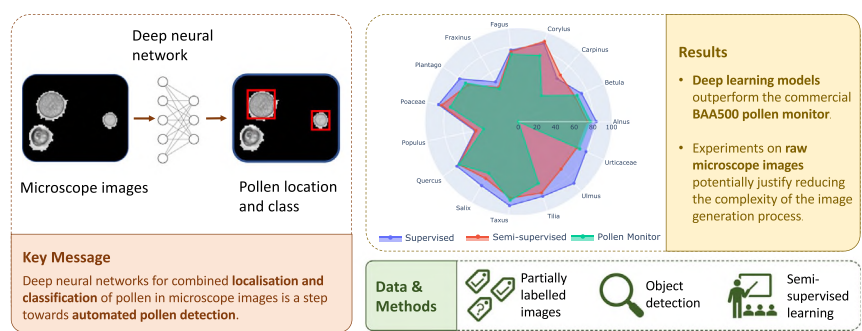 Deep neural
network
Microscope images
Pollen location
and class
Key Message
Deep neural networks for combined localisation and
classification of pollen in microscope images is a step
towards automated pollen detection.
Fagus
Corylus
Carpinus
Betula
Alnus
Urticaceae
Ulmus
Tilia
Taxus
Salix
Quercus
Populus
Poaceae
Plantago
Fraxinus
0 20 40 60 80 100
Supervised Semi-supervised Pollen Monitor
Results
• Deep learning models
outperform the commercial
BAA500 pollen monitor.
• Experiments on raw
microscope images
potentially justify reducing
the complexity of the image
generation process.
Data &
Methods
?
Partially
labelled
images
Object
detection
Semi-
supervised
learning